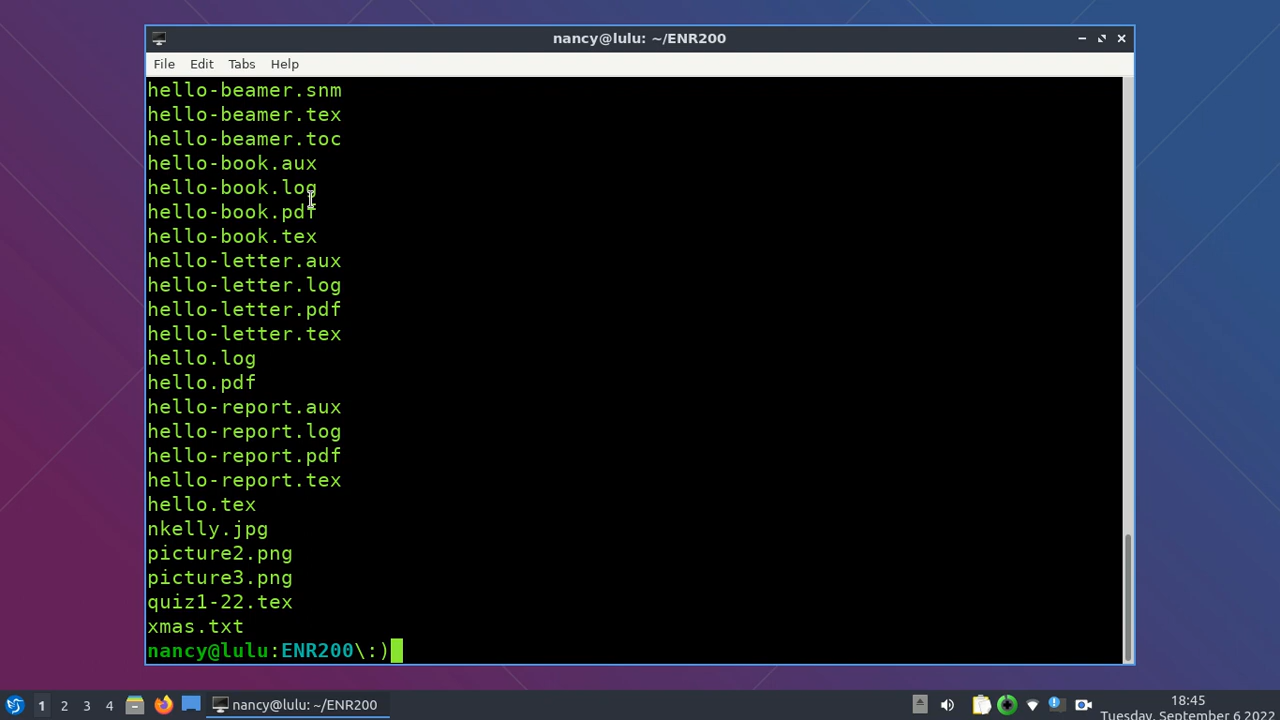 nancy@lulu: ~/ENR200
File Edit Tabs Help
hello-beamer.snm
hello-beamer.tex
hello-beamer.toc
hello-book.aux
hello-book.log
hello-book.pdf
hello-book.tex
hello-letter.aux
hello-letter.log
hello-letter.pdf
hello-letter.tex
hello.log
hello.pdf
hello-report.aux
hello-report.log
hello-report.pdf
hello-report.tex
hello.tex
nkelly.jpg
picture2.png
picture3.png
quiz1-22.tex
xmas.txt
nancy@lulu:ENR200\:)
1 2 3 4 nancy@lulu: ~/ENR200 18:45
Tuesday, September 6 2022